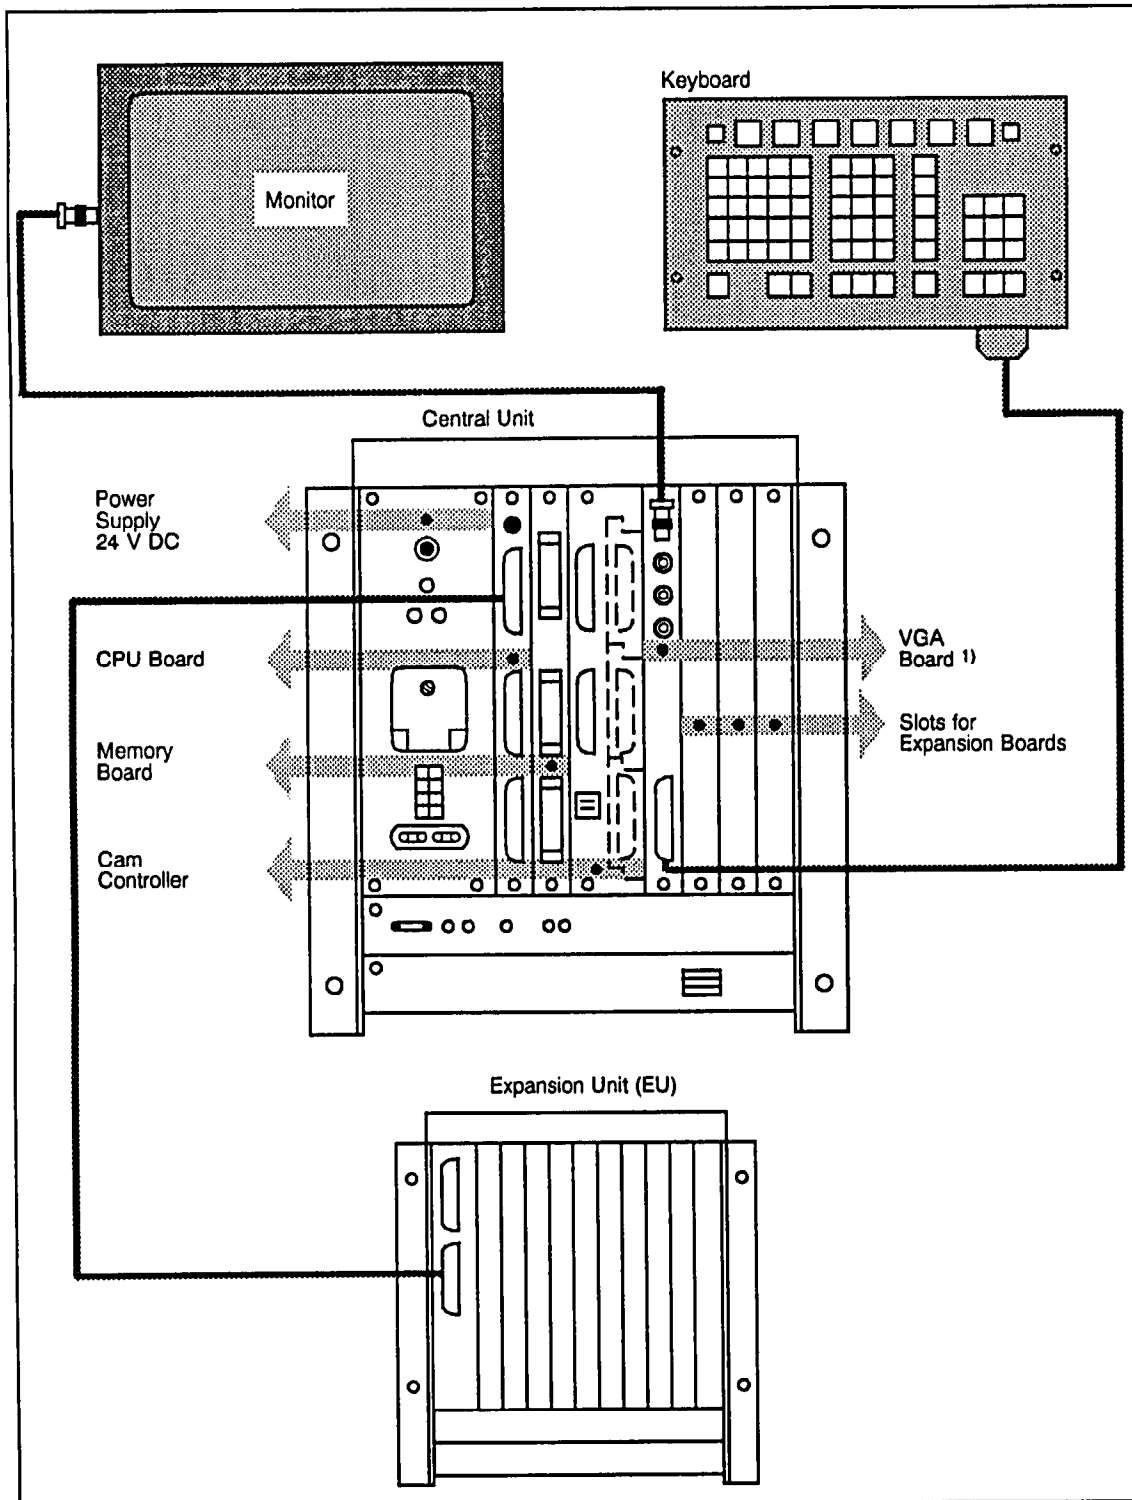 Keyboard
Monitor
Central Unit
Power
Supply
24 V DC
CPU Board
Memory
Board
Cam
Controller
VGA
Board 1)
Slots for
Expansion Boards
Expansion Unit (EU)